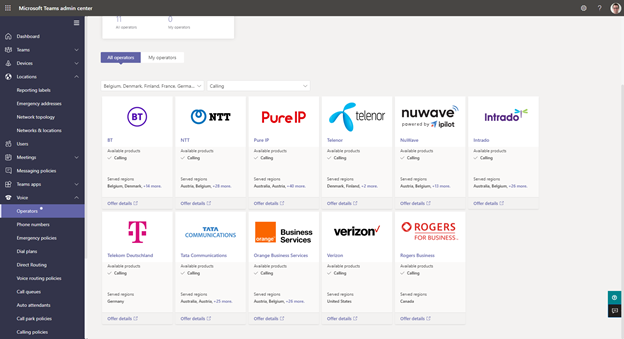 Microsoft Teams admin center
11
0
All operators
My operators
Dashboard
Teams
Devices
Locations
Reporting labels
Emergency addresses
Network topology
Networks & locations
Users
Meetings
Messaging policies
Teams apps
Voice
Operators
Phone numbers
Emergency policies
Dial plans
Direct Routing
Voice routing policies
Call queues
Auto attendants
Call park policies
Calling policies
All operators
My operators
Belgium, Denmark, Finland, France, Germa...
Calling
BT
NTT
Pure IP
telenor
nuwave
powered by ipilot
intrado
BT
NTT
Pure IP
Telenor
NuWave
Intrado
Available products
Available products
Available products
Available products
Available products
Available products
Calling
Calling
Calling
Calling
Calling
Calling
Served regions
Served regions
Served regions
Served regions
Served regions
Served regions
Belgium, Denmark, +14 more.
Austria, Belgium, +28 more.
Australia, Austria, +40 more.
Denmark, Finland, +2 more.
Austria, Belgium, +15 more.
Australia, Belgium, +26 more.
Offer details
Offer details
Offer details
Offer details
Offer details
Offer details
T
TATA
COMMUNICATIONS
orange
Business
Services
verizon
ROGERS
FOR BUSINESS..
Telekom Deutschland
Tata Communications
Orange Business Services
Verizon
Rogers Business
Available products
Available products
Available products
Available products
Available products
Calling
Calling
Calling
Calling
Calling
Served regions
Served regions
Served regions
Served regions
Served regions
Germany
Australia, Austria, +25 more.
Austria, Belgium, +26 more.
United States
Canada
Offer details
Offer details
Offer details
Offer details
Offer details